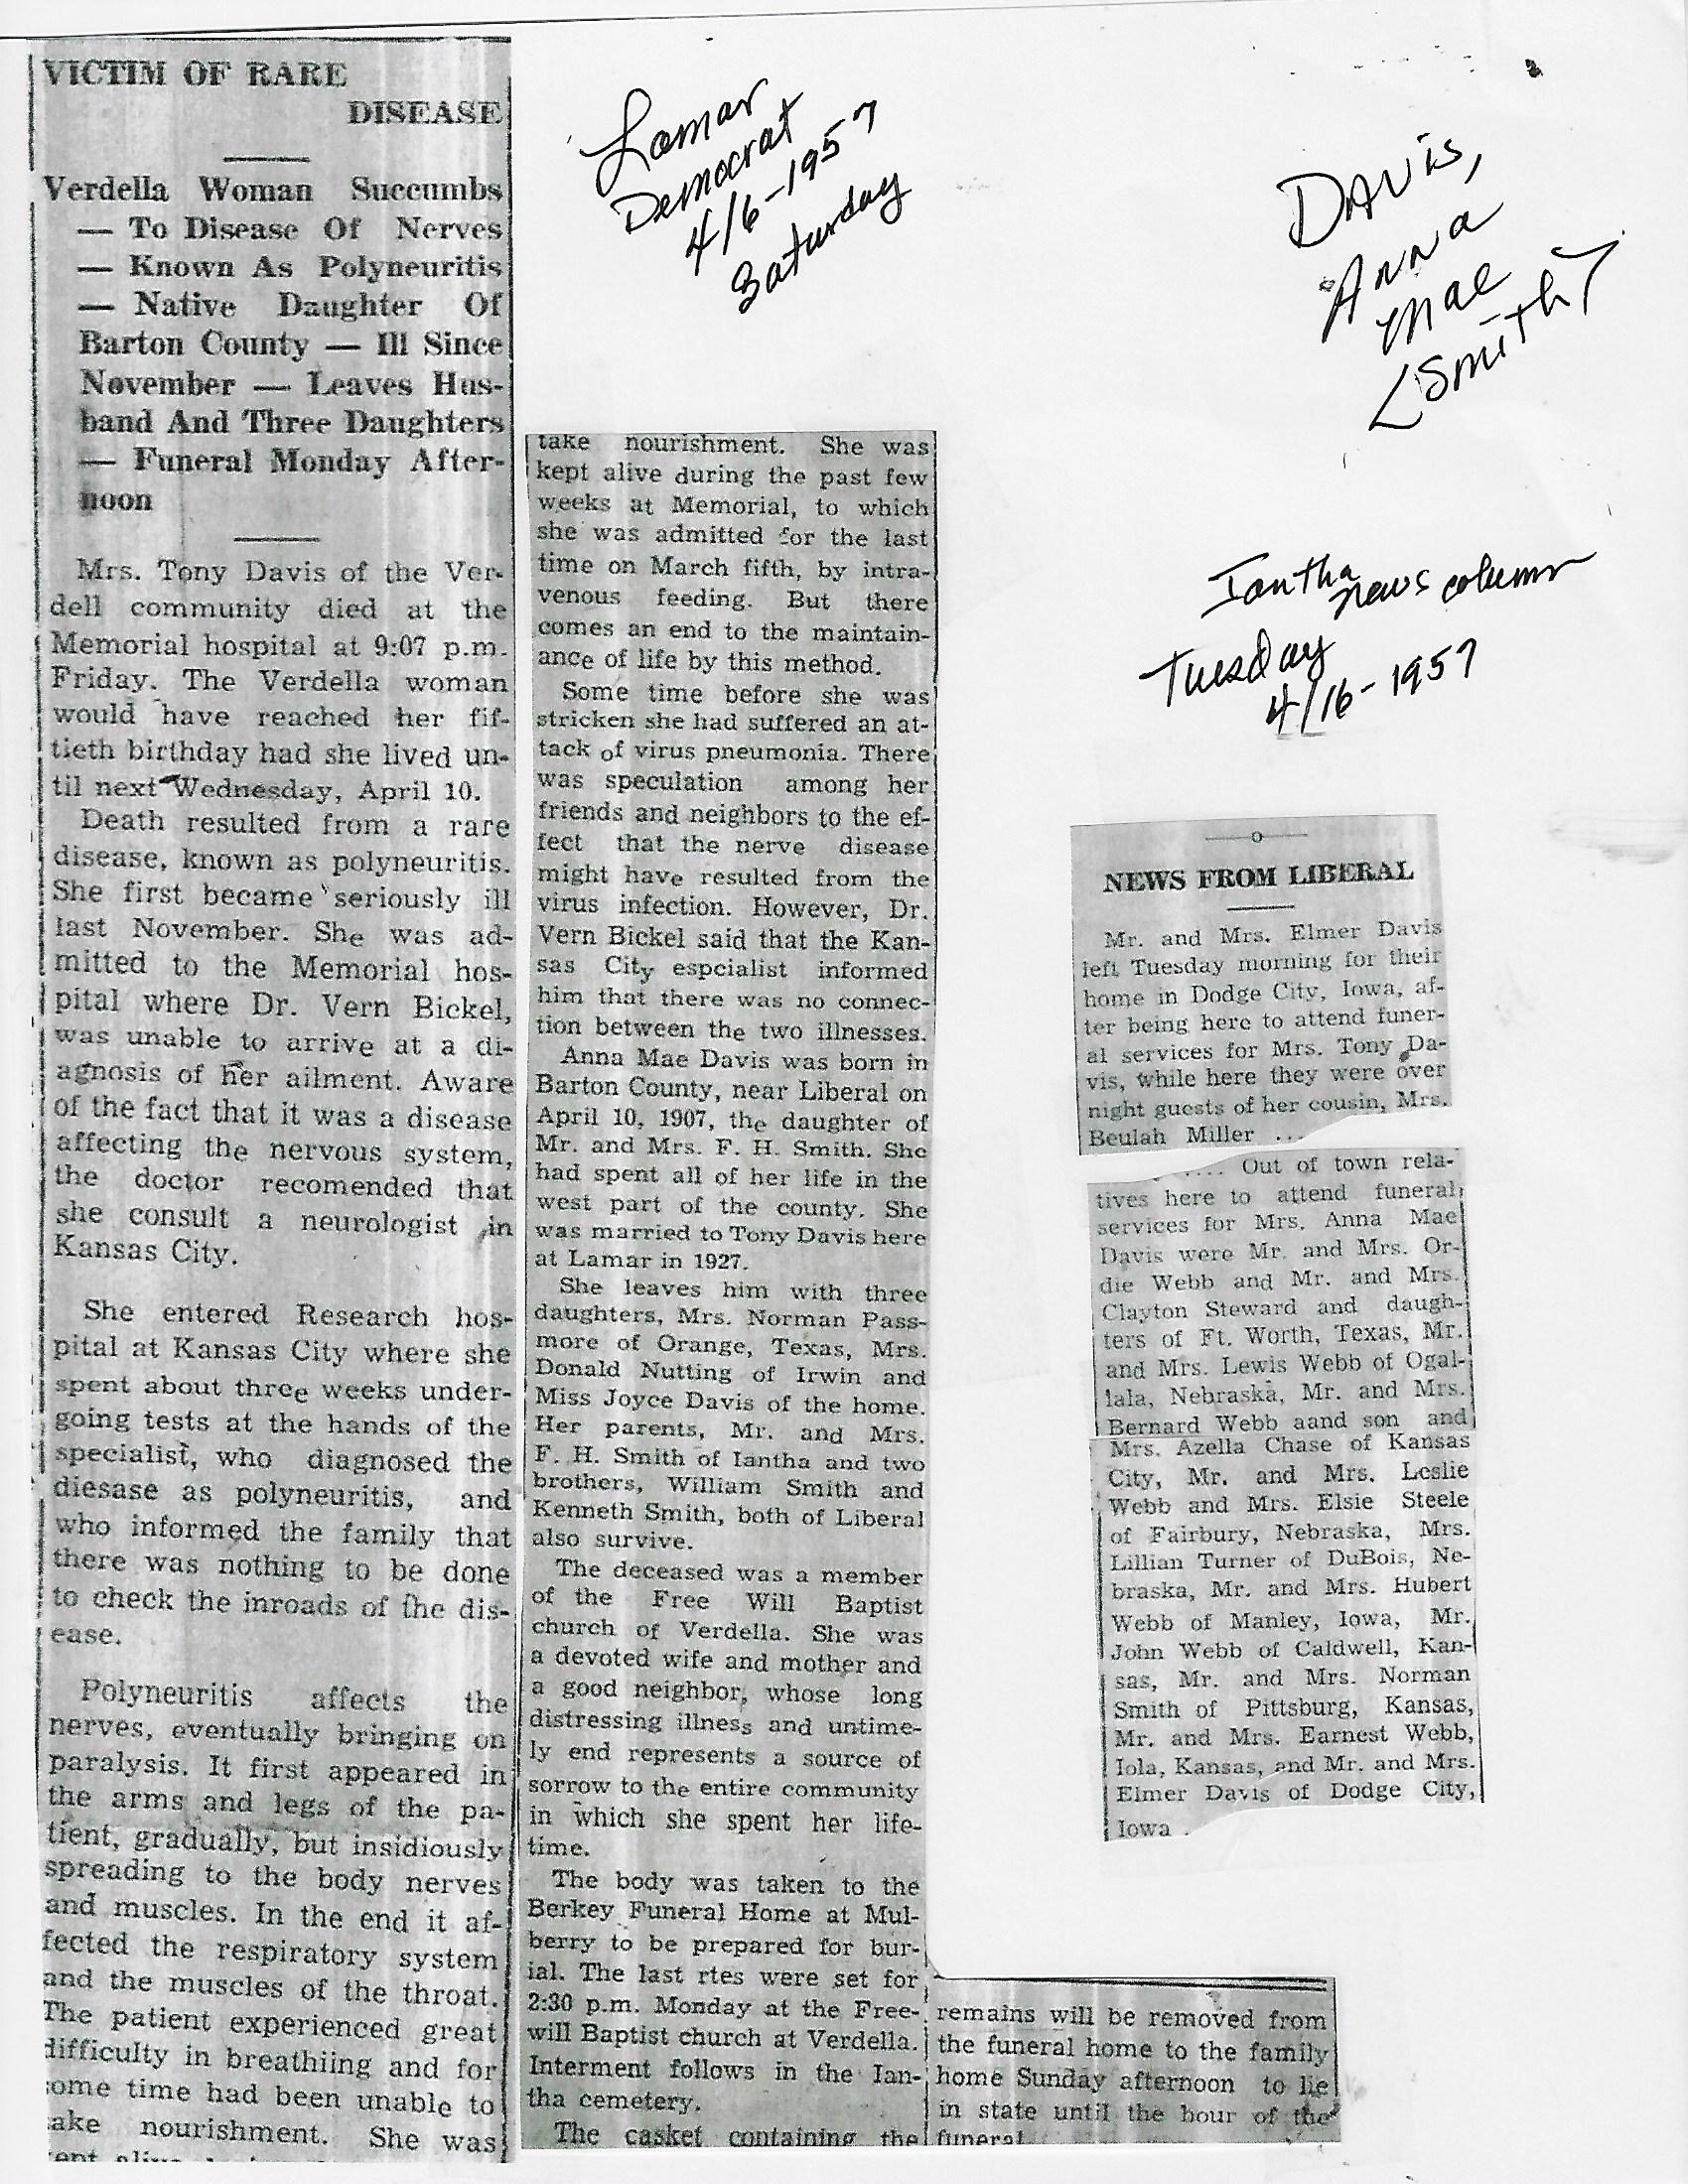 VICTIM OF RARE
DISEASE
Verdella Woman Succumbs
— To Disease Of Nerves
— Known As Polyneuritis
— Native Daughter Of
Barton County — Ill Since
November — Leaves Hus-
band And Three Daughters
— Funeral Monday After-
noon
Mrs. Tony Davis of the Ver-
dell community died at the
Memorial hospital at 9:07 p.m.
Friday. The Verdella woman
would have reached her fif-
tieth birthday had she lived un-
til next Wednesday, April 10.
Death resulted from a rare
disease, known as polyneuritis.
She first became seriously ill
last November. She was ad-
mitted to the Memorial hos-
pital where Dr. Vern Bickel,
was unable to arrive at a di-
agnosis of her ailment. Aware
of the fact that it was a disease
affecting the nervous system,
the doctor recomended that
she consult a neurologist in
Kansas City.
She entered Research hos-
pital at Kansas City where she
spent about three weeks under-
going tests at the hands of the
specialist, who diagnosed the
diesase as polyneuritis, and
who informed the family that
there was nothing to be done
to check the inroads of the dis-
ease.
Polyneuritis affects the
nerves, eventually bringing on
paralysis. It first appeared in
the arms and legs of the pa-
tient, gradually, but insidiously
spreading to the body nerves
and muscles. In the end it af-
fected the respiratory system
and the muscles of the throat.
The patient experienced great
difficulty in breathiing and for
ome time had been unable to
ake nourishment. She was
Lamar
Democrat
4/6-1957
Saturday
take nourishment. She was
kept alive during the past few
weeks at Memorial, to which
she was admitted for the last
time on March fifth, by intra-
venous feeding. But there
comes an end to the maintain-
ance of life by this method.
Some time before she was
stricken she had suffered an at-
tack of virus pneumonia. There
was speculation among her
friends and neighbors to the ef-
fect that the nerve disease
might have resulted from the
virus infection. However, Dr.
Vern Bickel said that the Kan-
sas City espcialist informed
him that there was no connec-
tion between the two illnesses.
Anna Mae Davis was born in
Barton County, near Liberal on
April 10, 1907, the daughter of
Mr. and Mrs. F. H. Smith. She
had spent all of her life in the
west part of the county. She
was married to Tony Davis here
at Lamar in 1927.
She leaves him with three
daughters, Mrs. Norman Pass-
more of Orange, Texas, Mrs.
Donald Nutting of Irwin and
Miss Joyce Davis of the home.
Her parents, Mr. and Mrs.
F. H. Smith of Iantha and two
brothers, William Smith and
Kenneth Smith, both of Liberal
also survive.
The deceased was a member
of the Free Will Baptist
church of Verdella. She was
a devoted wife and mother and
a good neighbor, whose long
distressing illness and untime-
ly end represents a source of
sorrow to the entire community
in which she spent her life-
time.
The body was taken to the
Berkey Funeral Home at Mul-
berry to be prepared for bur-
ial. The last rtes were set for
2:30 p.m. Monday at the Free-
will Baptist church at Verdella.
Interment follows in the Ian-
tha cemetery.
The casket containing the
remains will be removed from
the funeral home to the family
home Sunday afternoon to lie
in state until the hour of the
funeral
Davis,
Anna
Mae
(Smith)
Iantha
news column
Tuesday
4/16-1957
NEWS FROM LIBERAL
Mr. and Mrs. Elmer Davis
left Tuesday morning for their
home in Dodge City, Iowa, af-
ter being here to attend funer-
al services for Mrs. Tony Da-
vis, while here they were over
night guests of her cousin, Mrs.
Beulah Miller ...
.... Out of town rela-
tives here to attend funeral
services for Mrs. Anna Mae
Davis were Mr. and Mrs. Or-
die Webb and Mr. and Mrs.
Clayton Steward and daugh-
ters of Ft. Worth, Texas, Mr.
and Mrs. Lewis Webb of Ogal-
lala, Nebraska, Mr. and Mrs.
Bernard Webb aand son and
Mrs. Azella Chase of Kansas
City, Mr. and Mrs. Leslie
Webb and Mrs. Elsie Steele
of Fairbury, Nebraska, Mrs.
Lillian Turner of DuBois, Ne-
braska, Mr. and Mrs. Hubert
Webb of Manley, Iowa, Mr.
John Webb of Caldwell, Kan-
sas, Mr. and Mrs. Norman
Smith of Pittsburg, Kansas,
Mr. and Mrs. Earnest Webb,
Iola, Kansas, and Mr. and Mrs.
Elmer Davis of Dodge City,
Iowa .